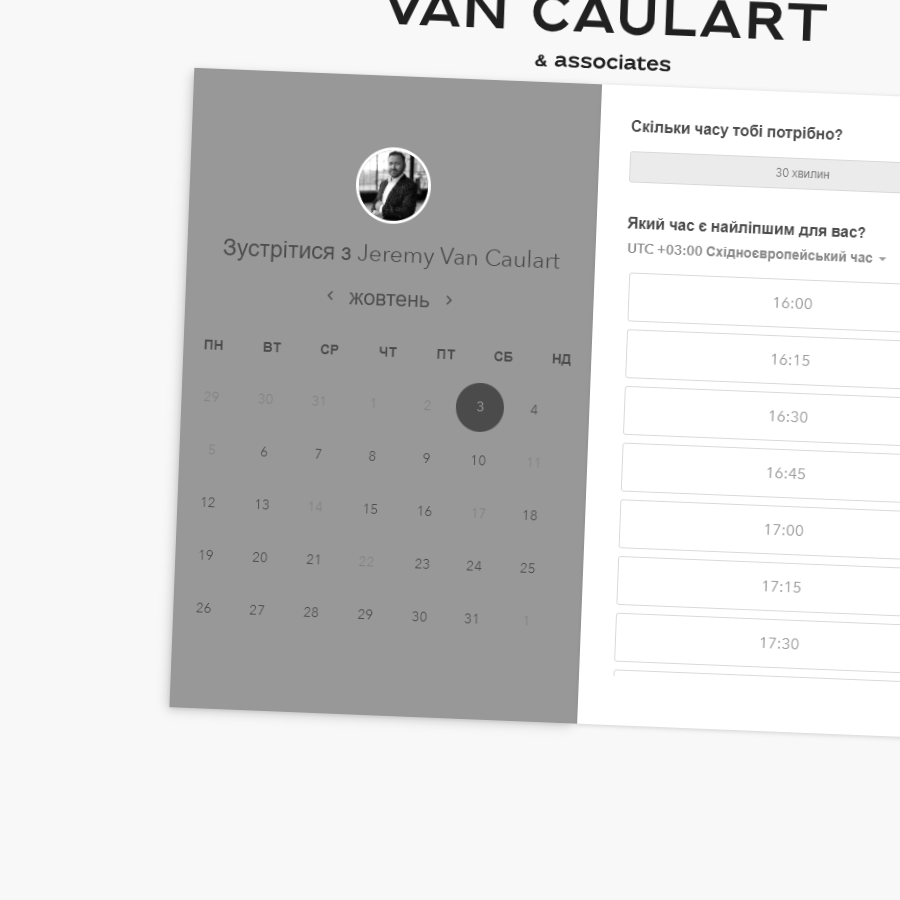 VAN CAULART
& associates
Зустрітися з Jeremy Van Caulart
жовтень
ПН ВТ СР ЧТ ПТ СБ НД
29 30 31 1 2 3 4
5 6 7 8 9 10 11
12 13 14 15 16 17 18
19 20 21 22 23 24 25
26 27 28 29 30 31 1
Скільки часу тобі потрібно?
30 хвилин
Який час є найліпшим для вас?
UTC +03:00 Східноєвропейський час
16:00
16:15
16:30
16:45
17:00
17:15
17:30